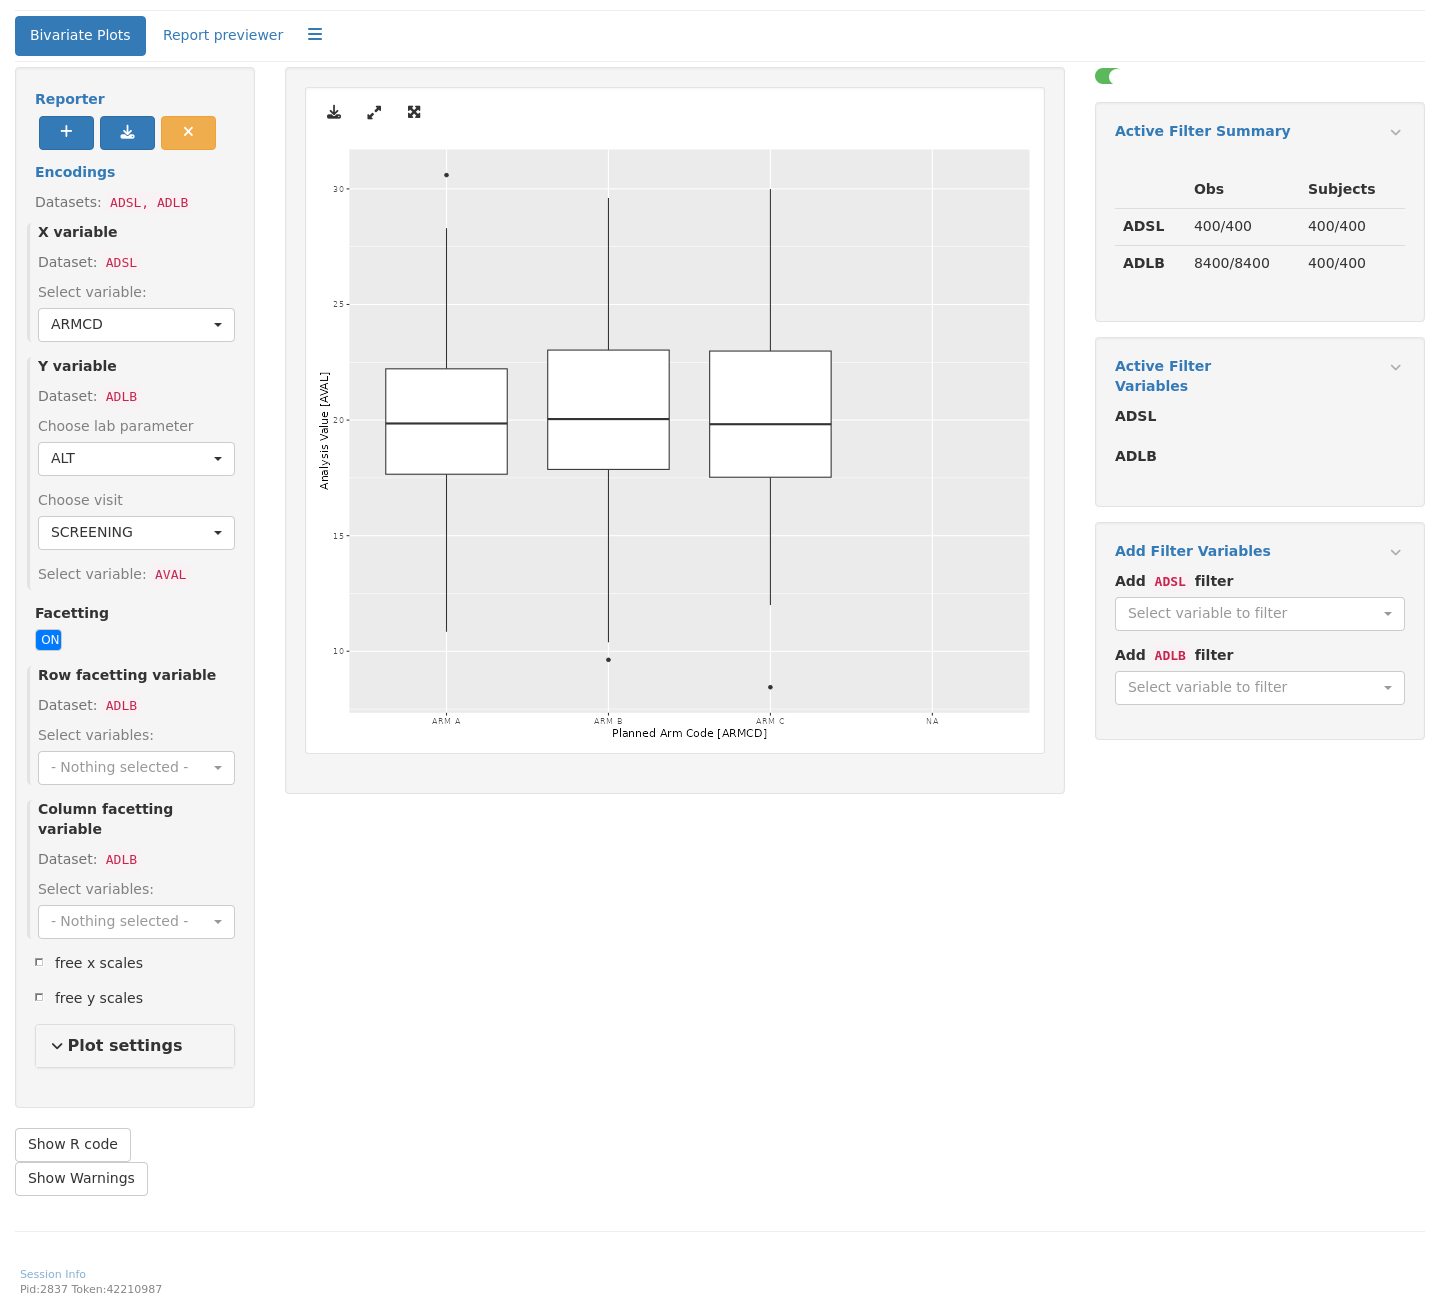 Bivariate Plots Report previewer
Reporter
Encodings
Datasets: ADSL, ADLB
X variable
Dataset: ADSL
Select variable:
ARMCD
Y variable
Dataset: ADLB
Choose lab parameter
ALT
Choose visit
SCREENING
Select variable: AVAL
Facetting
ON
Row facetting variable
Dataset: ADLB
Select variables:
- Nothing selected -
Column facetting
variable
Dataset: ADLB
Select variables:
- Nothing selected -
free x scales
free y scales
Plot settings
Show R code
Show Warnings
Analysis Value [AVAL]
30
25
20
15
10
ARM A ARM B ARM C NA
Planned Arm Code [ARMCD]
Active Filter Summary
Obs Subjects
ADSL 400/400 400/400
ADLB 8400/8400 400/400
Active Filter
Variables
ADSL
ADLB
Add Filter Variables
Add ADSL filter
Select variable to filter
Add ADLB filter
Select variable to filter
Session Info
Pid:2837 Token:42210987